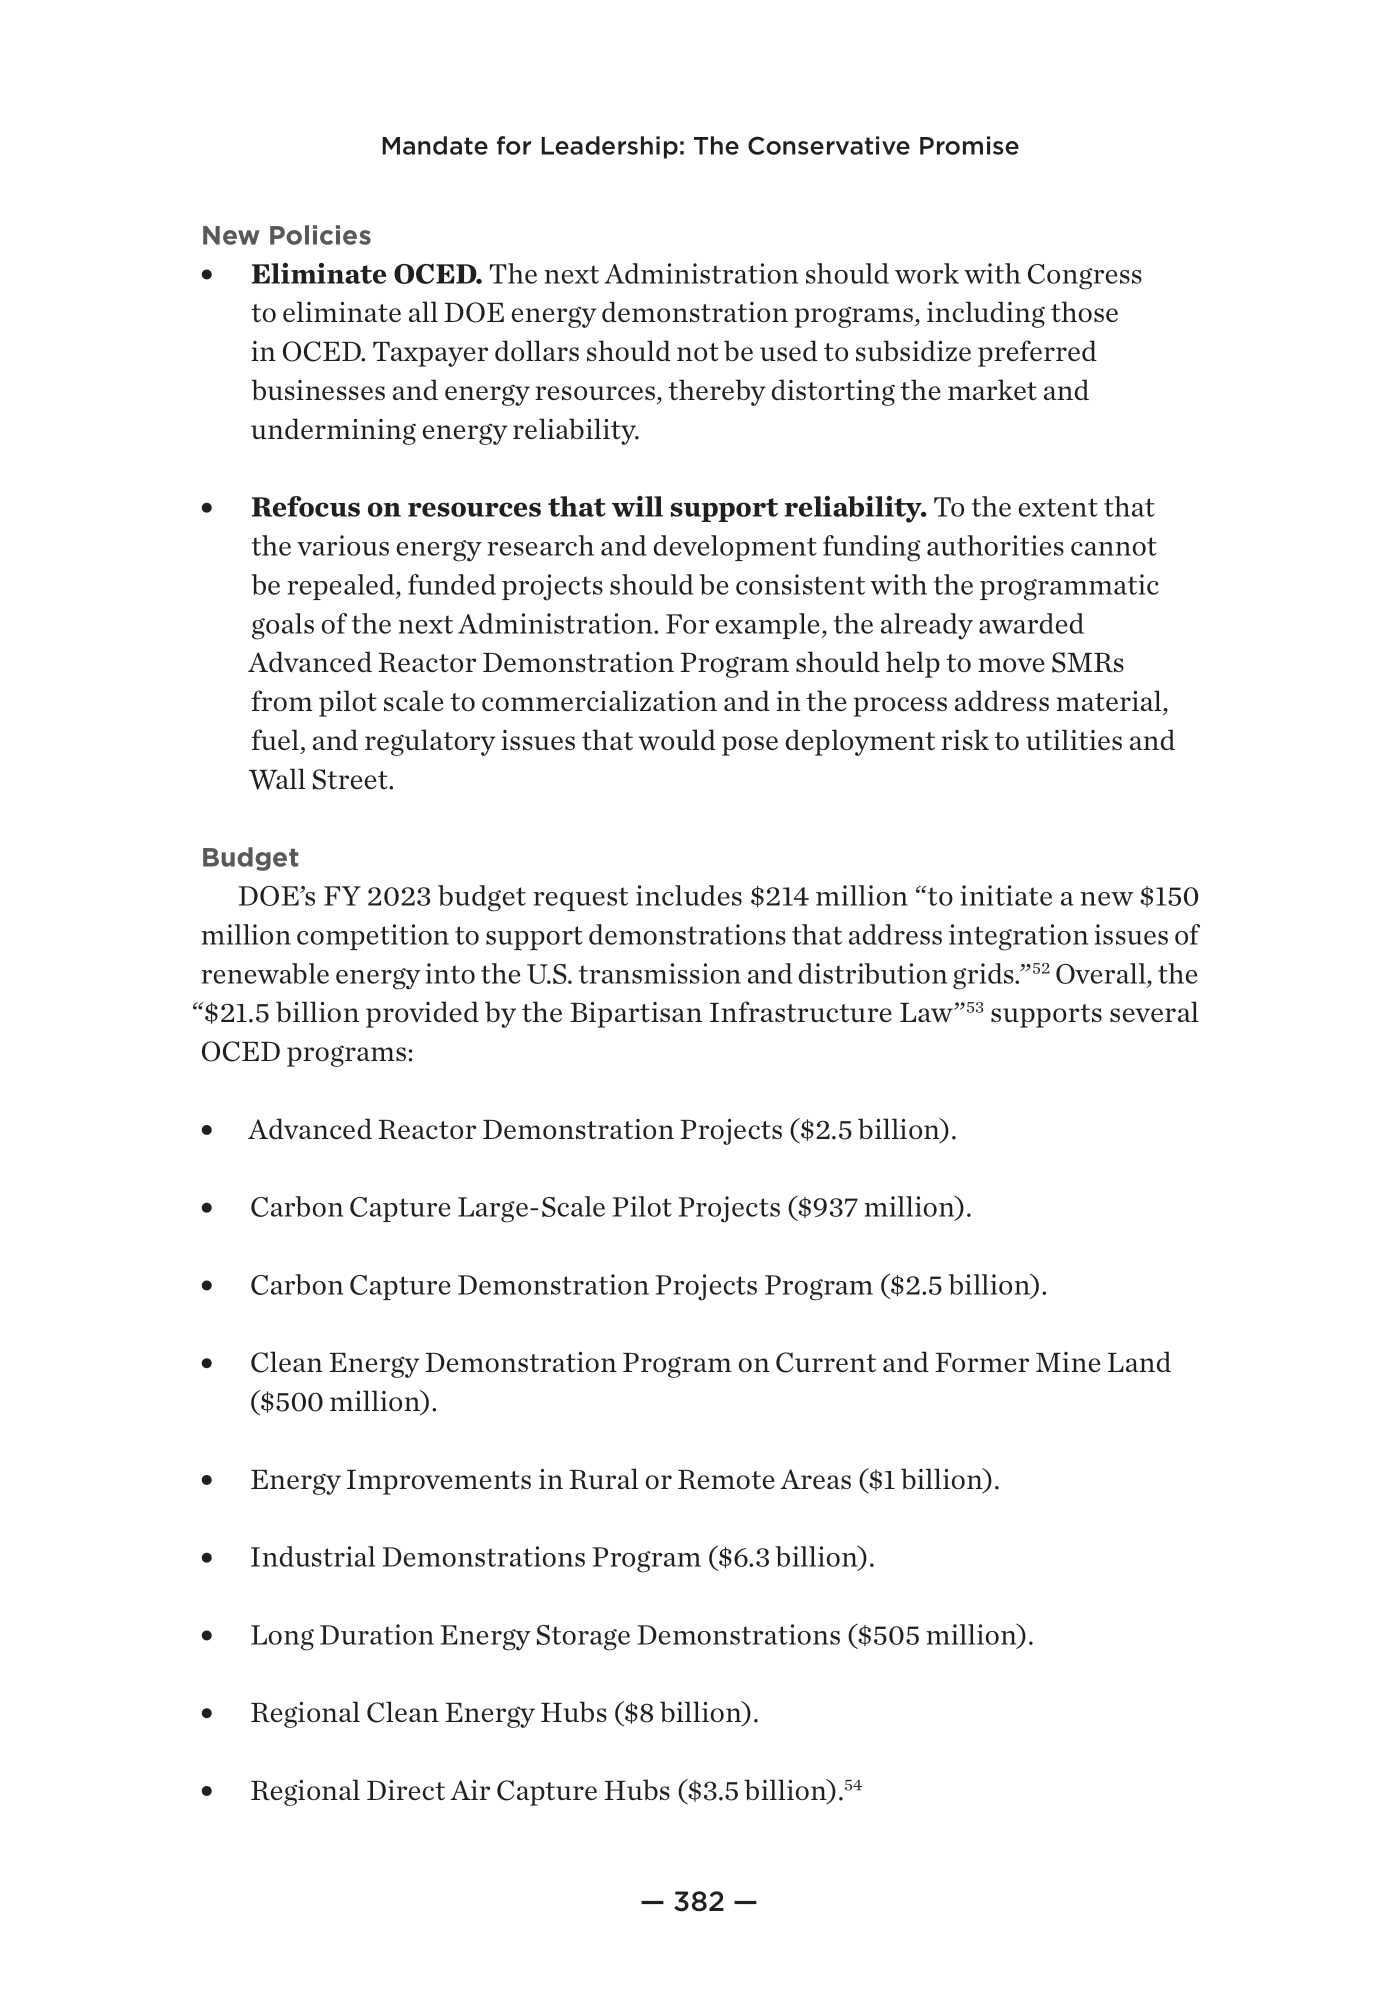 Mandate for Leadership: The Conservative Promise
New Policies
• Eliminate OCED. The next Administration should work with Congress
to eliminate all DOE energy demonstration programs, including those
in OCED. Taxpayer dollars should not be used to subsidize preferred
businesses and energy resources, thereby distorting the market and
undermining energy reliability.
• Refocus on resources that will support reliability. To the extent that
the various energy research and development funding authorities cannot
be repealed, funded projects should be consistent with the programmatic
goals of the next Administration. For example, the already awarded
Advanced Reactor Demonstration Program should help to move SMRs
from pilot scale to commercialization and in the process address material,
fuel, and regulatory issues that would pose deployment risk to utilities and
Wall Street.
Budget
DOE’s FY 2023 budget request includes $214 million “to initiate a new $150
million competition to support demonstrations that address integration issues of
renewable energy into the U.S. transmission and distribution grids.”52 Overall, the
“$21.5 billion provided by the Bipartisan Infrastructure Law”53 supports several
OCED programs:
• Advanced Reactor Demonstration Projects ($2.5 billion).
• Carbon Capture Large-Scale Pilot Projects ($937 million).
• Carbon Capture Demonstration Projects Program ($2.5 billion).
• Clean Energy Demonstration Program on Current and Former Mine Land
($500 million).
• Energy Improvements in Rural or Remote Areas ($1 billion).
• Industrial Demonstrations Program ($6.3 billion).
• Long Duration Energy Storage Demonstrations ($505 million).
• Regional Clean Energy Hubs ($8 billion).
• Regional Direct Air Capture Hubs ($3.5 billion).54
— 382 —